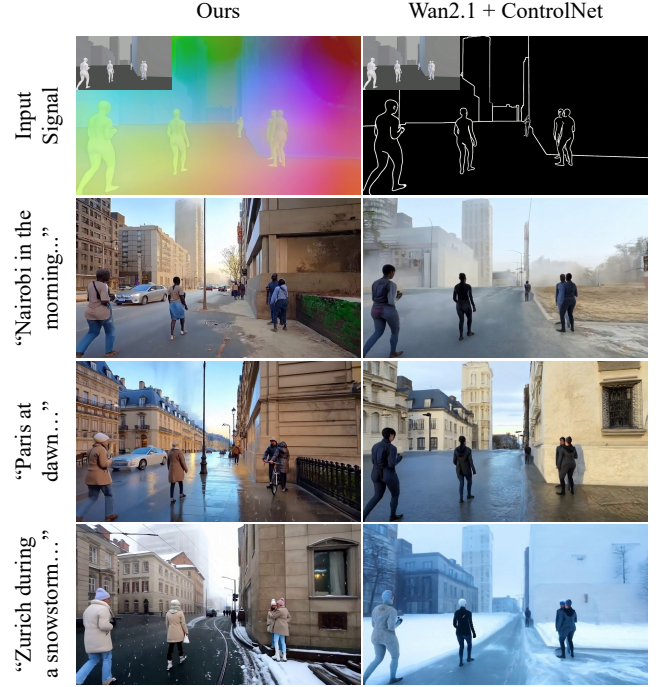 Ours
Wan2.1 + ControlNet
Input
Signal
“Nairobi in the
morning...”
“Paris at
dawn…”
“Zurich during
a snowstorm…”